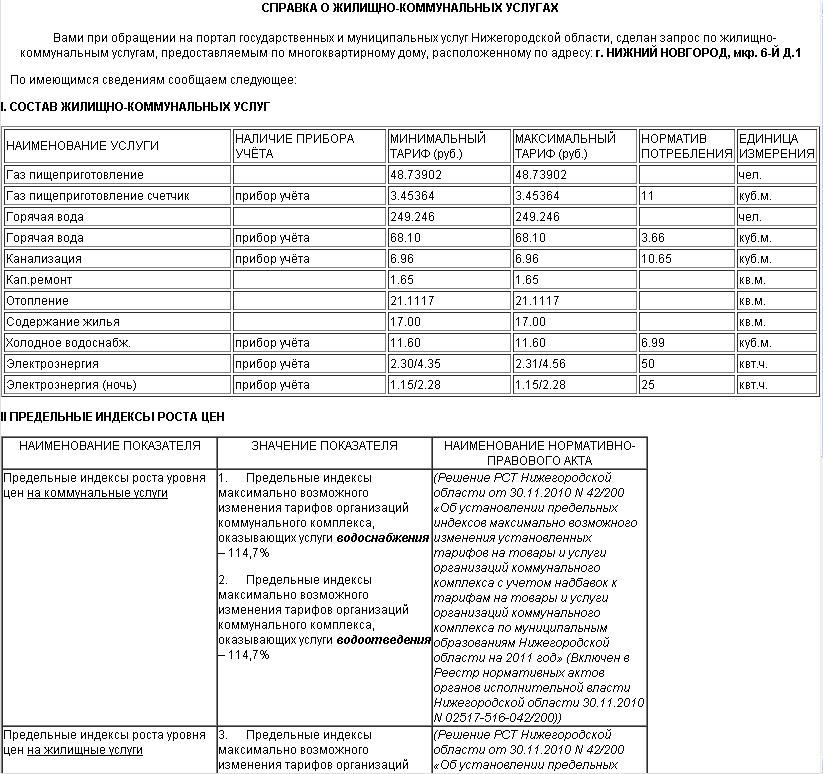 СПРАВКА О ЖИЛИЩНО-КОММУНАЛЬНЫХ УСЛУГАХ
Вами при обращении на портал государственных и муниципальных услуг Нижегородской области, сделан запрос по жилищно-
коммунальным услугам, предоставляемым по многоквартирному дому, расположенному по адресу: г. НИЖНИЙ НОВГОРОД, мкр. 6-Й Д.1
По имеющимся сведениям сообщаем следующее:
I. СОСТАВ ЖИЛИЩНО-КОММУНАЛЬНЫХ УСЛУГ
НАИМЕНОВАНИЕ УСЛУГИ НАЛИЧИЕ ПРИБОРА УЧЁТА МИНИМАЛЬНЫЙ ТАРИФ (руб.) МАКСИМАЛЬНЫЙ ТАРИФ (руб.) НОРМАТИВ ПОТРЕБЛЕНИЯ ЕДИНИЦА ИЗМЕРЕНИЯ
Газ пищеприготовление 48.73902 48.73902 чел.
Газ пищеприготовление счетчик прибор учёта 3.45364 3.45364 11 куб.м.
Горячая вода 249.246 249.246 чел.
Горячая вода прибор учёта 68.10 68.10 3.66 куб.м.
Канализация прибор учёта 6.96 6.96 10.65 куб.м.
Кап.ремонт 1.65 1.65 кв.м.
Отопление 21.1117 21.1117 кв.м.
Содержание жилья 17.00 17.00 кв.м.
Холодное водоснабж. прибор учёта 11.60 11.60 6.99 куб.м.
Электроэнергия прибор учёта 2.30/4.35 2.31/4.56 50 квт.ч.
Электроэнергия (ночь) прибор учёта 1.15/2.28 1.15/2.28 25 квт.ч.
II ПРЕДЕЛЬНЫЕ ИНДЕКСЫ РОСТА ЦЕН
НАИМЕНОВАНИЕ ПОКАЗАТЕЛЯ
ЗНАЧЕНИЕ ПОКАЗАТЕЛЯ
НАИМЕНОВАНИЕ НОРМАТИВНО-
ПРАВОВОГО АКТА
Предельные индексы роста уровня
цен на коммунальные услуги
1. Предельные индексы
максимально возможного
изменения тарифов организаций
коммунального комплекса,
оказывающих услуги водоснабжения
– 114,7%
2. Предельные индексы
максимально возможного
изменения тарифов организаций
коммунального комплекса,
оказывающих услуги водоотведения
– 114,7%
(Решение РСТ Нижегородской
области от 30.11.2010 N 42/200
«Об установлении предельных
индексов максимально возможного
изменения установленных
тарифов на товары и услуги
организаций коммунального
комплекса с учетом надбавок к
тарифам на товары и услуги
организаций коммунального
комплекса по муниципальным
образованиям Нижегородской
области на 2011 год» (Включен в
Реестр нормативных актов
органов исполнительной власти
Нижегородской области 30.11.2010
N 02517-516-042/200))
Предельные индексы роста уровня
цен на жилищные услуги
3. Предельные индексы
максимально возможного
изменения тарифов организаций
(Решение РСТ Нижегородской
области от 30.11.2010 N 42/200
«Об установлении предельных